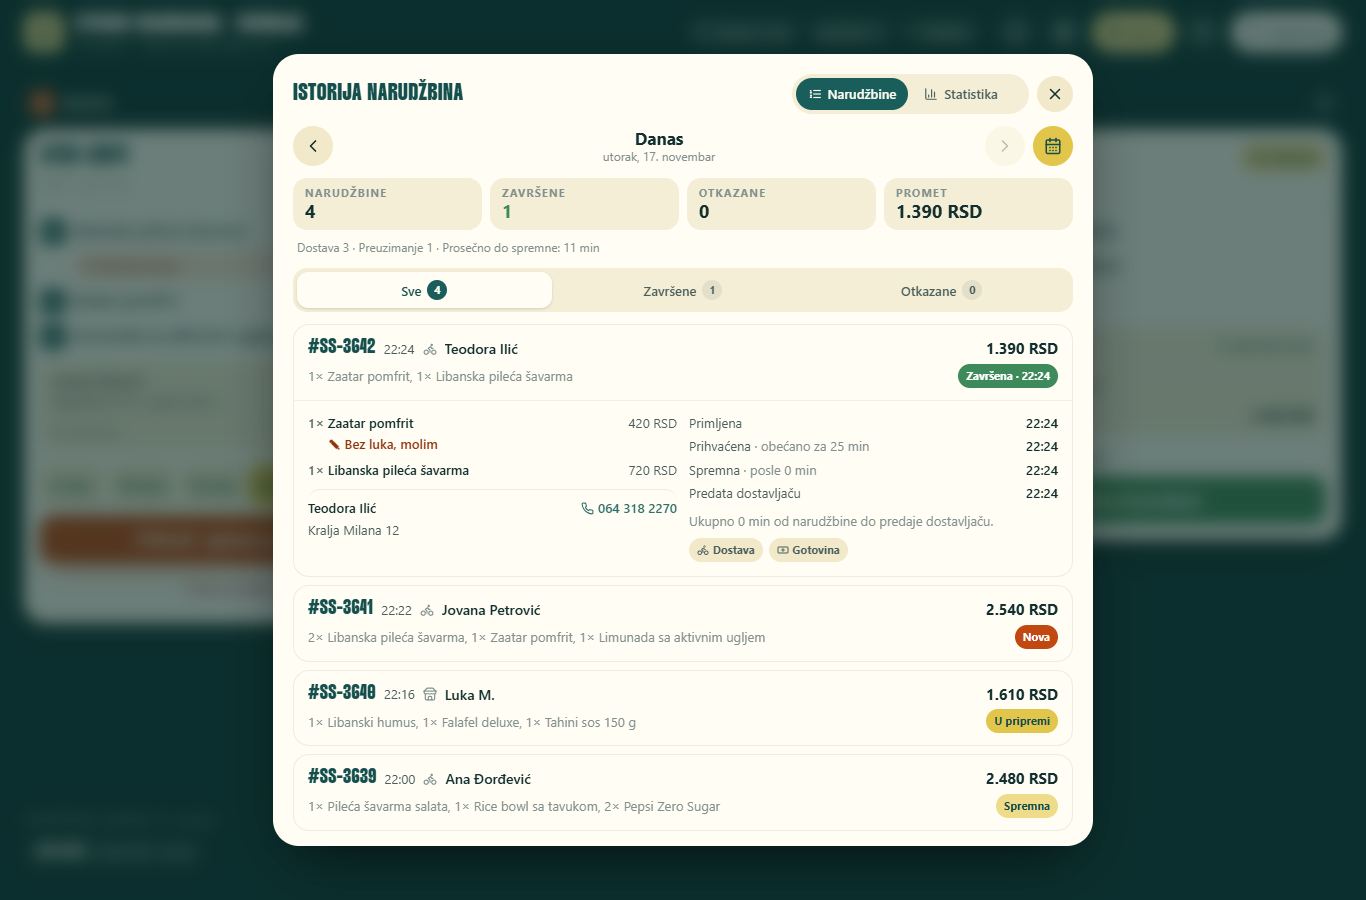 ISTORIJA NARUDŽBINA
Narudžbine
Statistika
Danas
utorak, 17. novembar
NARUDŽBINE
4
ZAVRŠENE
1
OTKAZANE
0
PROMET
1.390 RSD
Dostava 3 · Preuzimanje 1 · Prosečno do spremne: 11 min
Sve 4
Završene 1
Otkazane 0
#SS-3642 22:24 Teodora Ilić 1.390 RSD
1× Zaatar pomfrit, 1× Libanska pileća šavarma Završena · 22:24
1× Zaatar pomfrit 420 RSD
Bez luka, molim
1× Libanska pileća šavarma 720 RSD
Teodora Ilić 064 318 2270
Kralja Milana 12
Primljena 22:24
Prihvaćena · obećano za 25 min 22:24
Spremna · posle 0 min 22:24
Predata dostavljaču 22:24
Ukupno 0 min od narudžbine do predaje dostavljaču.
Dostava Gotovina
#SS-3641 22:22 Jovana Petrović 2.540 RSD
2× Libanska pileća šavarma, 1× Zaatar pomfrit, 1× Limunada sa aktivnim ugljem Nova
#SS-3640 22:16 Luka M. 1.610 RSD
1× Libanski humus, 1× Falafel deluxe, 1× Tahini sos 150 g U pripremi
#SS-3639 22:00 Ana Đorđević 2.480 RSD
1× Pileća šavarma salata, 1× Rice bowl sa tavukom, 2× Pepsi Zero Sugar Spremna